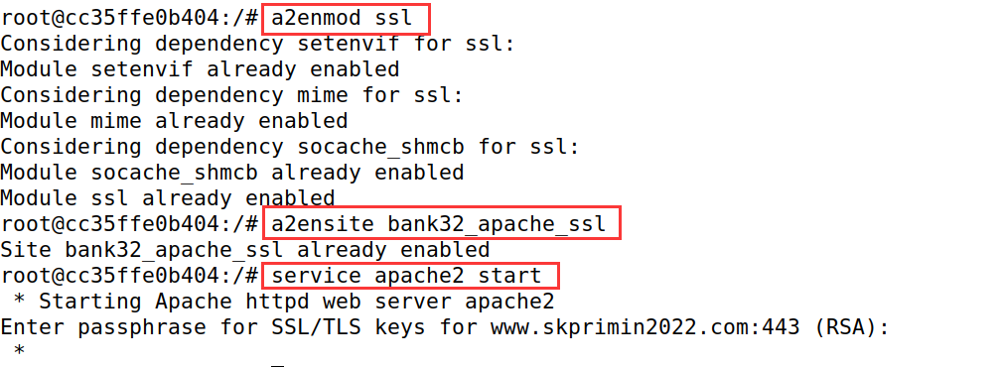 root@cc35ffe0b404:/# a2enmod ssl
Considering dependency setenvif for ssl:
Module setenvif already enabled
Considering dependency mime for ssl:
Module mime already enabled
Considering dependency socache_shmcb for ssl:
Module socache_shmcb already enabled
Module ssl already enabled
root@cc35ffe0b404:/# a2ensite bank32_apache_ssl
Site bank32_apache_ssl already enabled
root@cc35ffe0b404:/# service apache2 start
 * Starting Apache httpd web server apache2
Enter passphrase for SSL/TLS keys for www.skprimin2022.com:443 (RSA):
 *